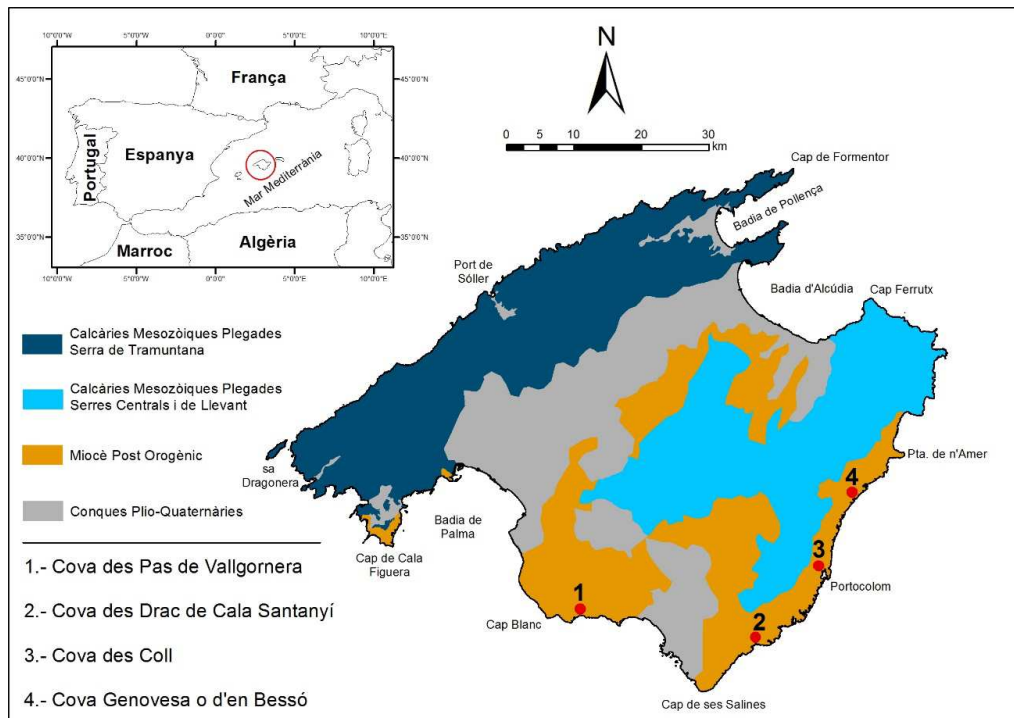 10°0'0"W
5°0'0"W
0°0'0"
5°0'0"E
10°0'0"E
45°0'0"N
45°0'0"N
40°0'0"N
40°0'0"N
35°0'0"N
35°0'0"N
10°0'0"W
5°0'0"W
0°0'0"
5°0'0"E
10°0'0"E
França
Portugal
Espanya
Mar Mediterrània
Marroc
Algèria
N
0
5
10
20
30
km
Cap de Formentor
Badia de Pollença
Port de
Sóller
Badia d'Alcúdia
Cap Ferrutx
Calcàries Mesozòiques Plegades
Serra de Tramuntana
Calcàries Mesozòiques Plegades
Serres Centrals i de Llevant
Miocè Post Orogènic
Conques Plio-Quaternàries
sa
Dragonera
Badia de
Palma
Cap de Cala
Figuera
Pta. de n'Amer
4
3
Portocolom
1
Cap Blanc
2
Cap de ses Salines
1.- Cova des Pas de Vallgornera
2.- Cova des Drac de Cala Santanyí
3.- Cova des Coll
4.- Cova Genovesa o d'en Bessó